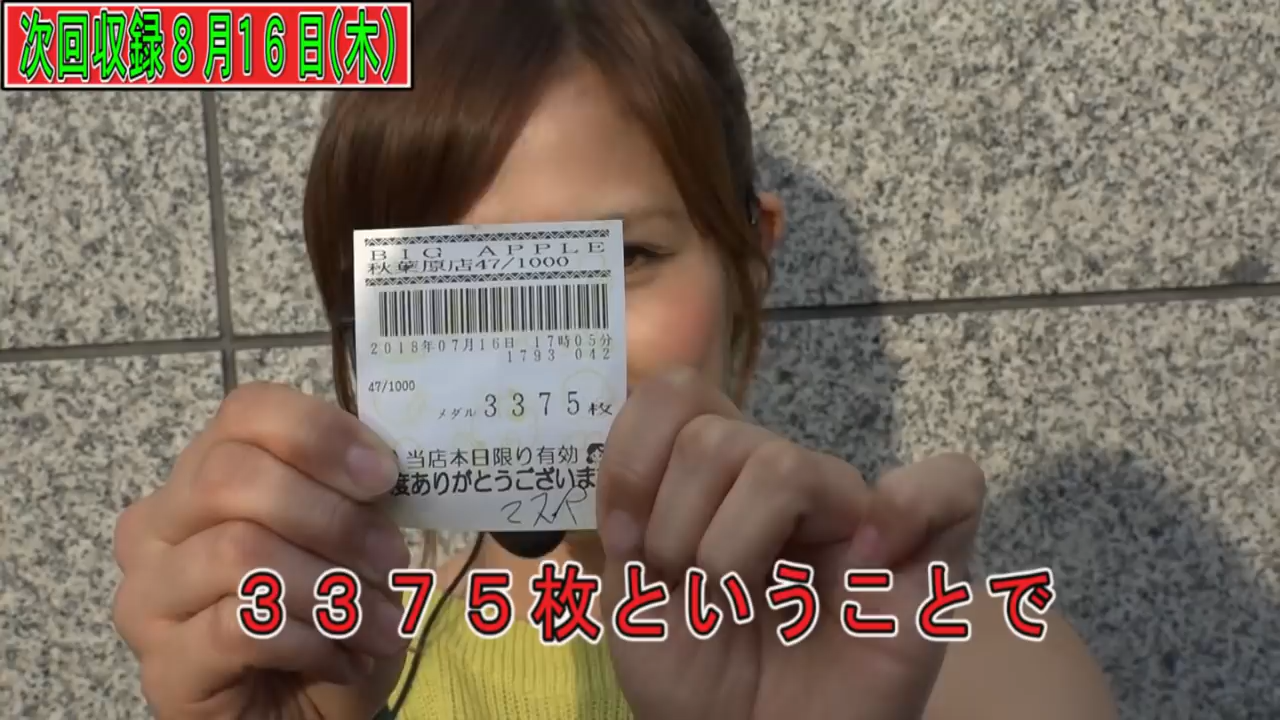 次回収録8月16日(木)
BIG APPLE
秋葉原店47/1000
2018年07月16日 17時05分
1793 042
47/1000
メダル 3375枚
当店本日限り有効
度ありがとうございま
3375枚ということで